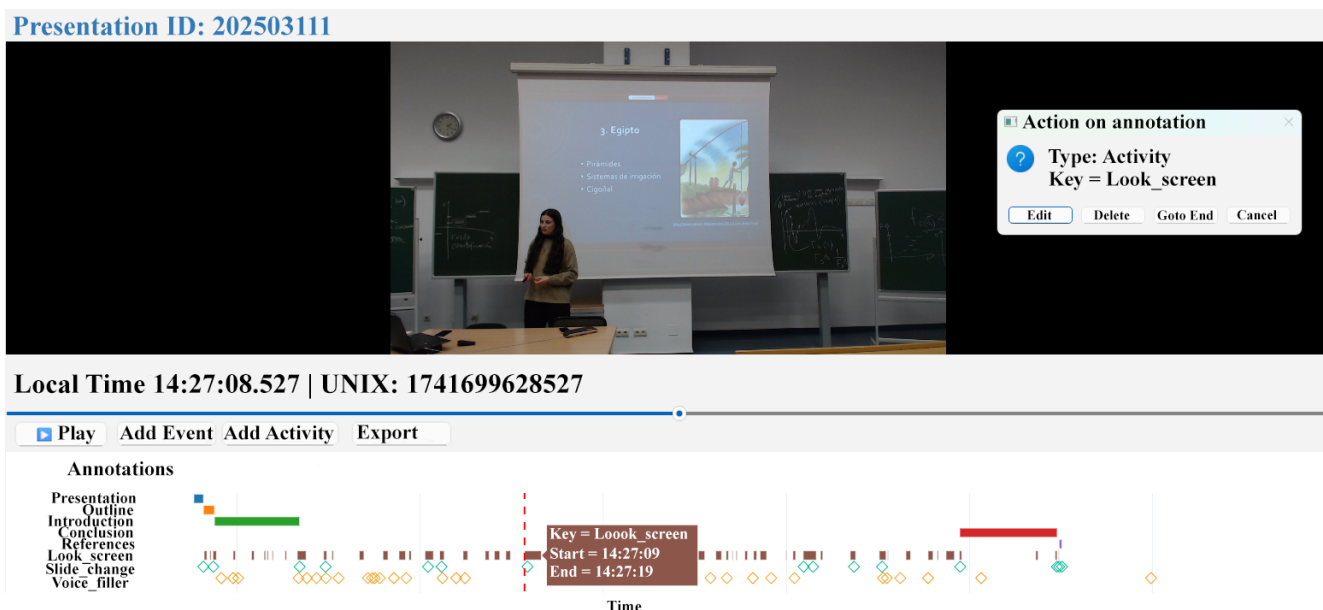 Presentation ID: 202503111
3. Egipto
• Pirámides
• Sistemas de irrigación
• Cigoñal
Action on annotation
Type: Activity
Key = Look_screen
Edit Delete Goto End Cancel
Local Time 14:27:08.527 | UNIX: 1741699628527
Play Add Event Add Activity Export
Annotations
Presentation
Outline
Introduction
Conclusion
References
Look_screen
Slide_change
Voice_filler
Key = Loook_screen
Start = 14:27:09
End = 14:27:19
Time